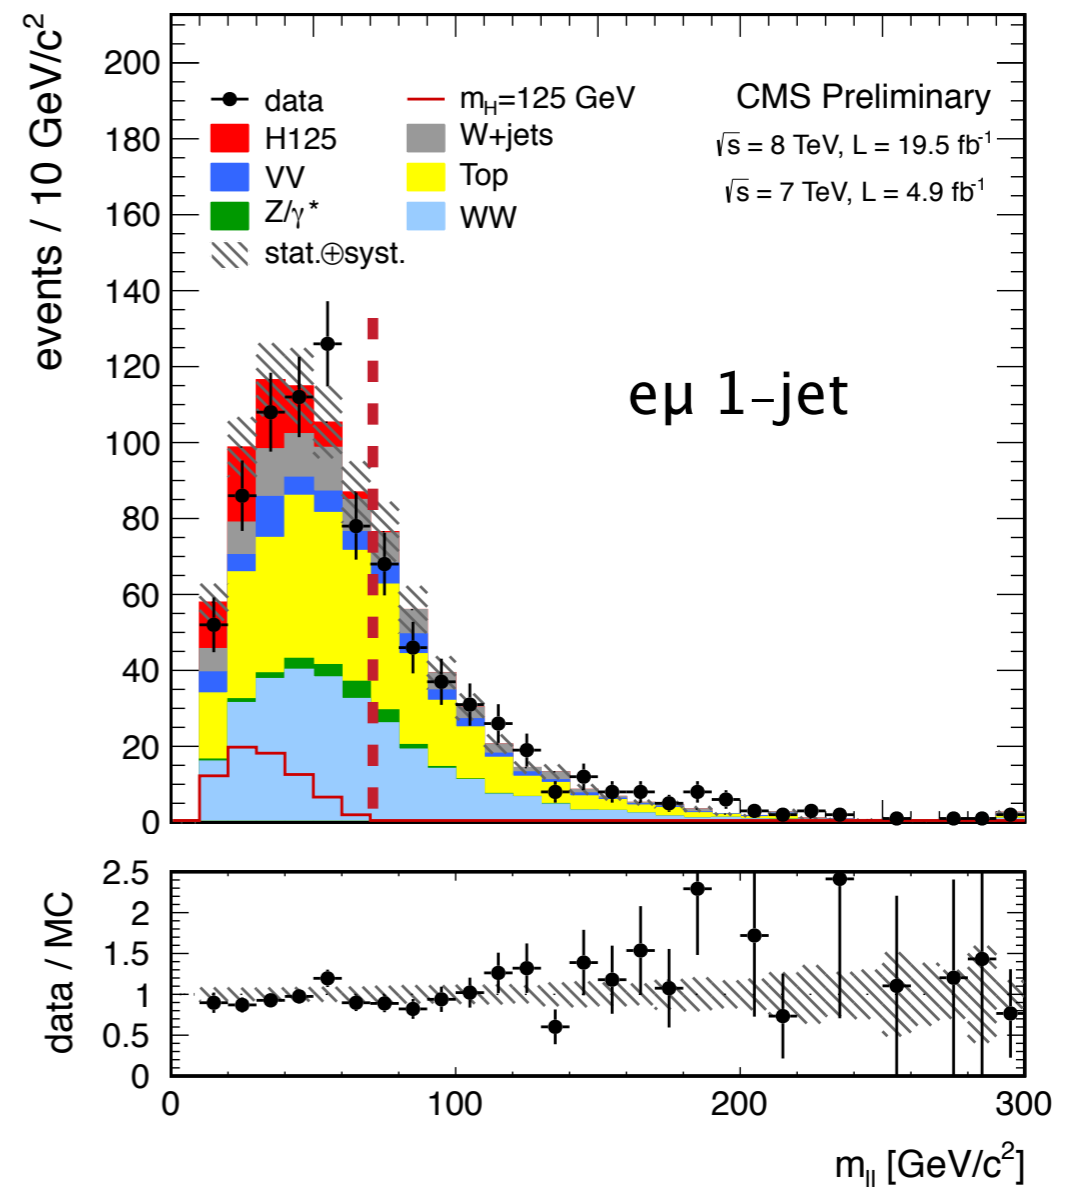 events / 10 GeV/c²
200
180
160
140
120
100
80
60
40
20
0
data
m_H=125 GeV
H125
W+jets
VV
Top
Z/γ*
WW
stat.⊕syst.
CMS Preliminary
√s = 8 TeV, L = 19.5 fb⁻¹
√s = 7 TeV, L = 4.9 fb⁻¹
eμ 1-jet
data / MC
2.5
2
1.5
1
0.5
0
0 100 200 300
m_ll [GeV/c²]